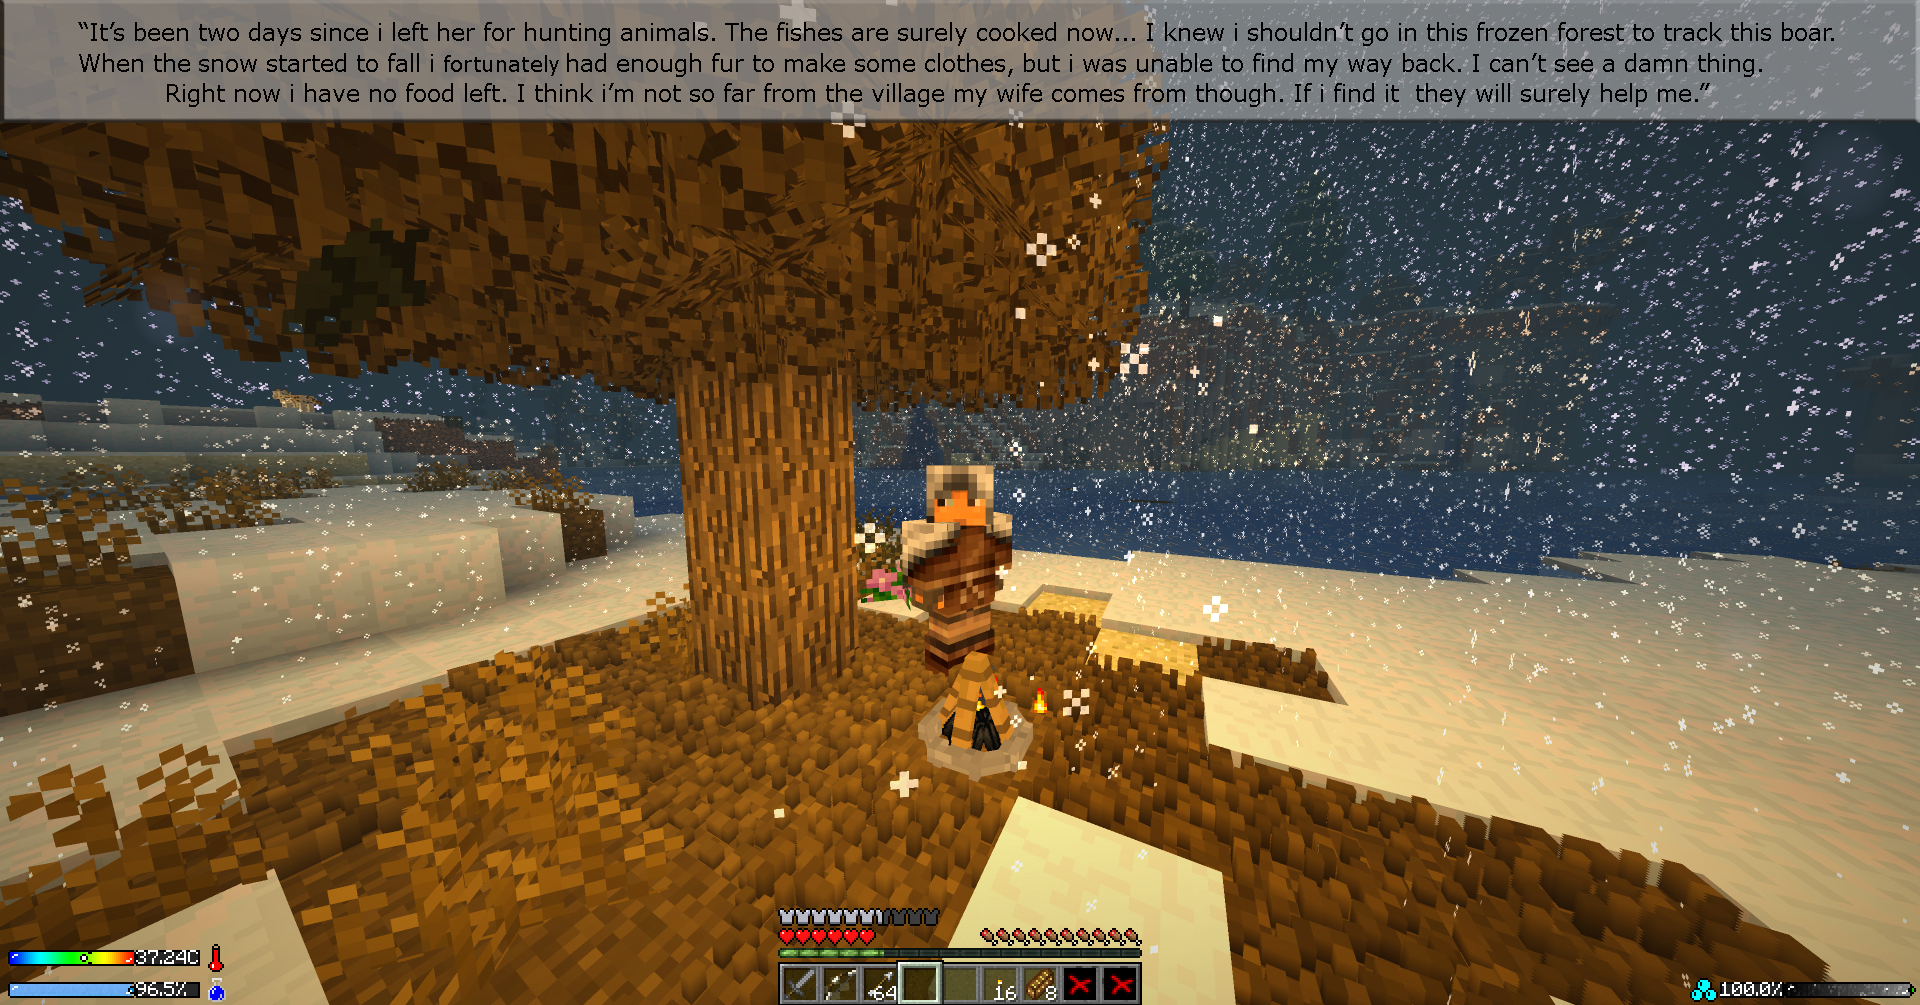 “It’s been two days since i left her for hunting animals. The fishes are surely cooked now... I knew i shouldn’t go in this frozen forest to track this boar.
When the snow started to fall i fortunately had enough fur to make some clothes, but i was unable to find my way back. I can’t see a damn thing.
Right now i have no food left. I think i’m not so far from the village my wife comes from though. If i find it  they will surely help me.”
37.24C
96.5%
64
16
8
100.0%